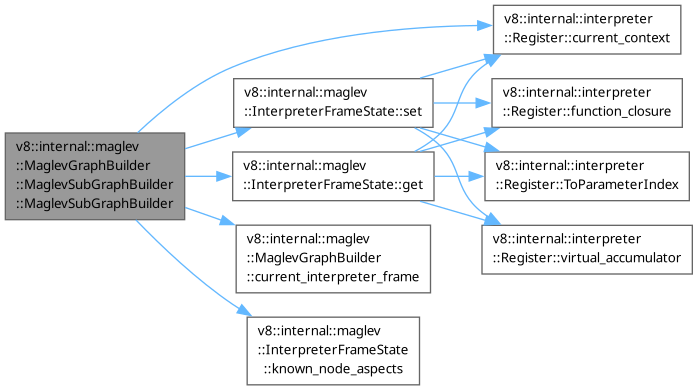 v8::internal::maglev
::MaglevGraphBuilder
::MaglevSubGraphBuilder
::MaglevSubGraphBuilder
v8::internal::maglev
::InterpreterFrameState::set
v8::internal::maglev
::InterpreterFrameState::get
v8::internal::maglev
::MaglevGraphBuilder
::current_interpreter_frame
v8::internal::maglev
::InterpreterFrameState
::known_node_aspects
v8::internal::interpreter
::Register::current_context
v8::internal::interpreter
::Register::function_closure
v8::internal::interpreter
::Register::ToParameterIndex
v8::internal::interpreter
::Register::virtual_accumulator